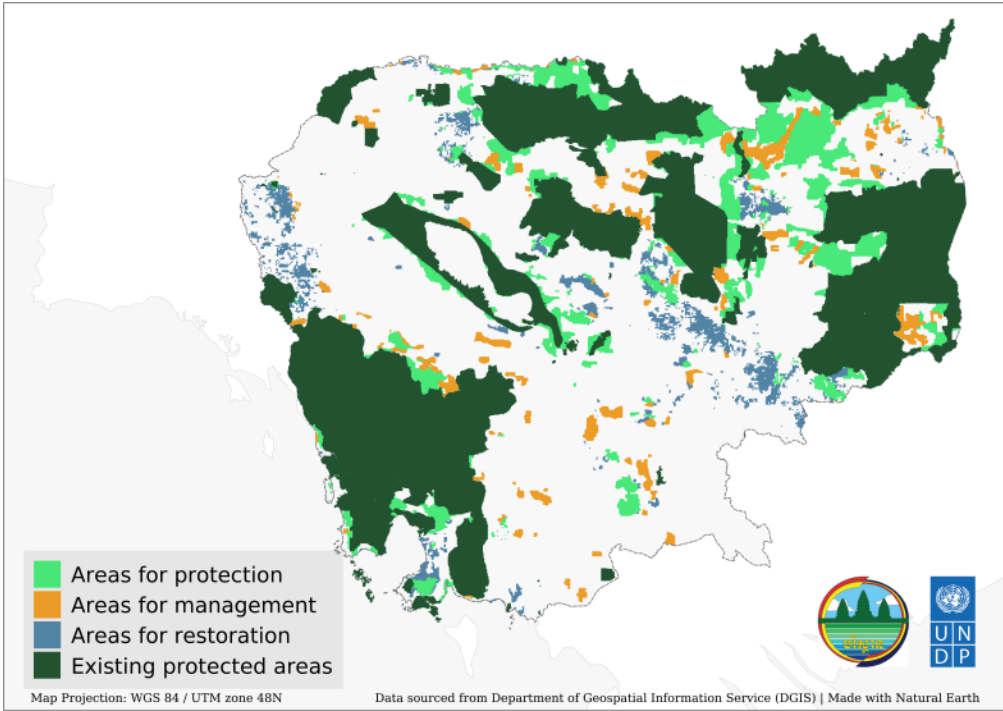 Areas for protection
Areas for management
Areas for restoration
Existing protected areas
U N
D P
Map Projection: WGS 84 / UTM zone 48N
Data sourced from Department of Geospatial Information Service (DGIS) | Made with Natural Earth